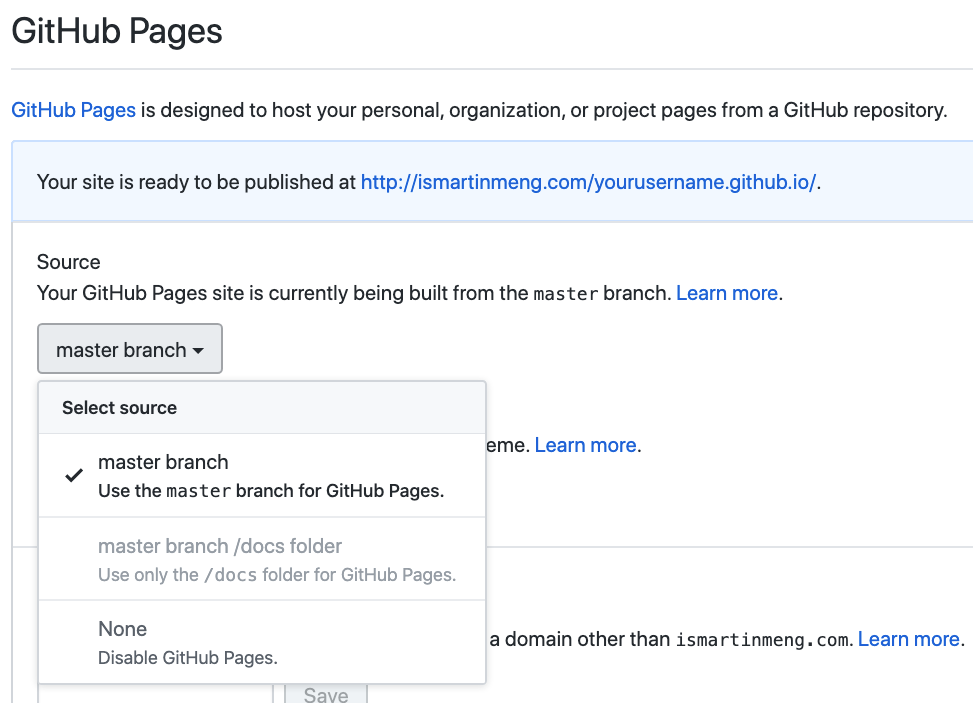 GitHub Pages
GitHub Pages is designed to host your personal, organization, or project pages from a GitHub repository.
Your site is ready to be published at http://ismartinmeng.com/yourusername.github.io/.
Source
Your GitHub Pages site is currently being built from the master branch. Learn more.
master branch
Select source
eme. Learn more.
master branch
Use the master branch for GitHub Pages.
master branch /docs folder
Use only the /docs folder for GitHub Pages.
None
a domain other than ismartinmeng.com. Learn more.
Disable GitHub Pages.
Save